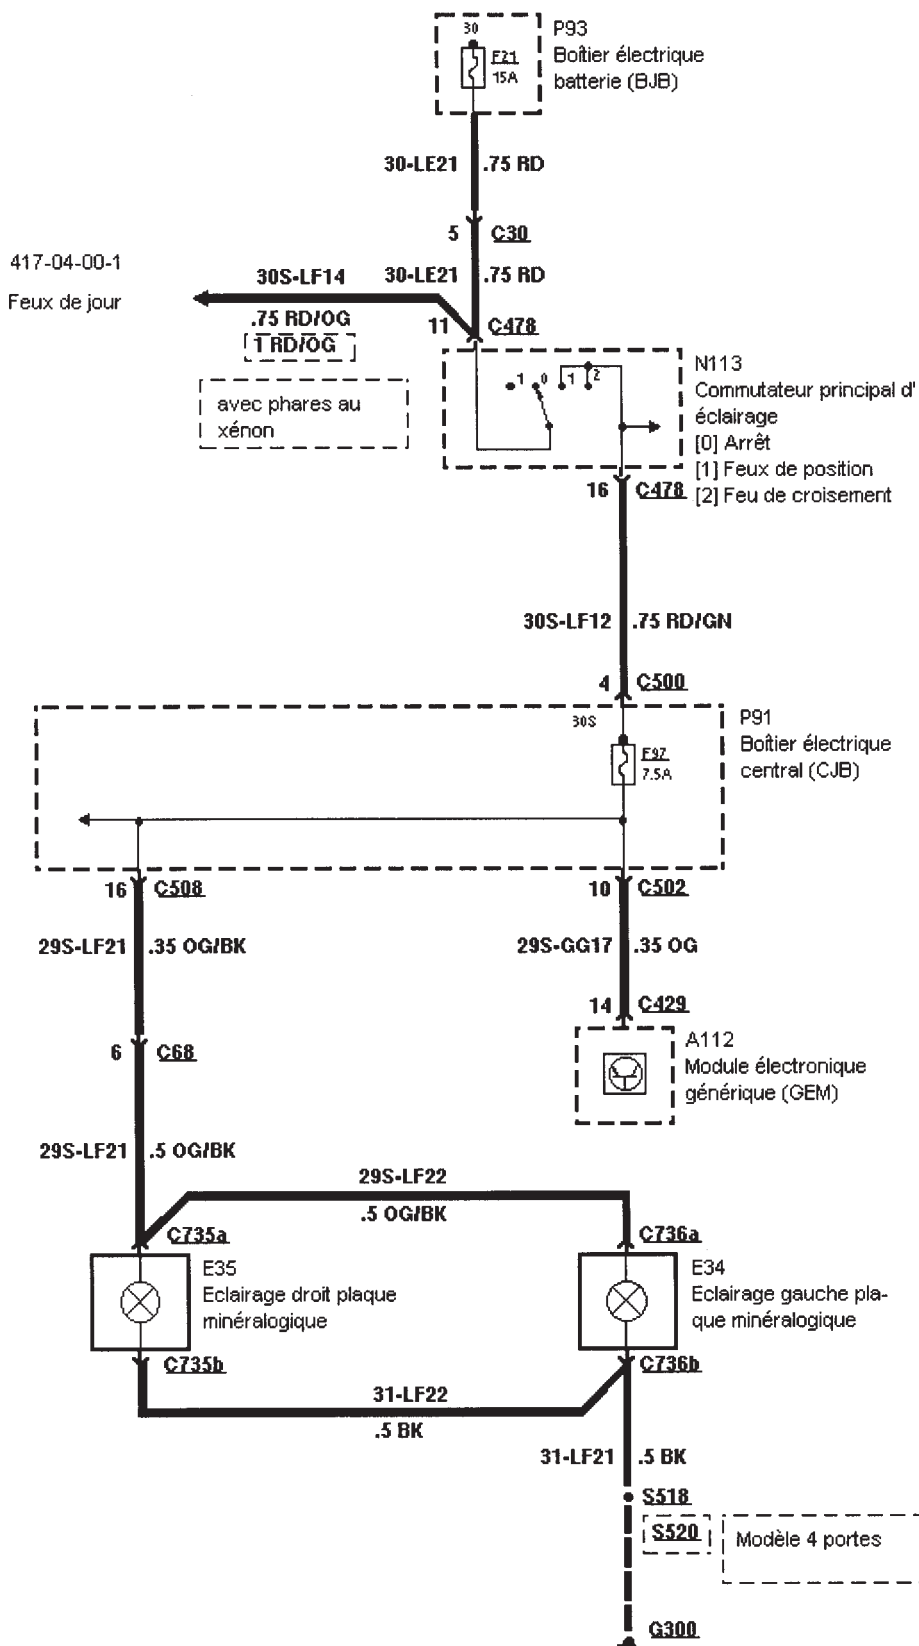 30
P93
F21
15A
Boîtier électrique
batterie (BJB)
30-LE21 .75 RD
5 C30
417-04-00-1
30S-LF14 30-LE21 .75 RD
Feux de jour
.75 RD/OG
11 C478
1 RD/OG
avec phares au
xénon
1 0 1 2
N113
Commutateur principal d'
éclairage
[0] Arrêt
[1] Feux de position
[2] Feu de croisement
16 C478
30S-LF12 .75 RD/GN
4 C500
30S
P91
Boîtier électrique
central (CJB)
F97
7.5A
16 C508
10 C502
29S-LF21 .35 OG/BK
29S-GG17 .35 OG
14 C429
6 C68
A112
Module électronique
générique (GEM)
29S-LF21 .5 OG/BK
29S-LF22
.5 OG/BK
C735a
C736a
E35
Eclairage droit plaque
minéralogique
E34
Eclairage gauche pla-
que minéralogique
C735b
C736b
31-LF22
.5 BK
31-LF21 .5 BK
S518
S520
Modèle 4 portes
G300